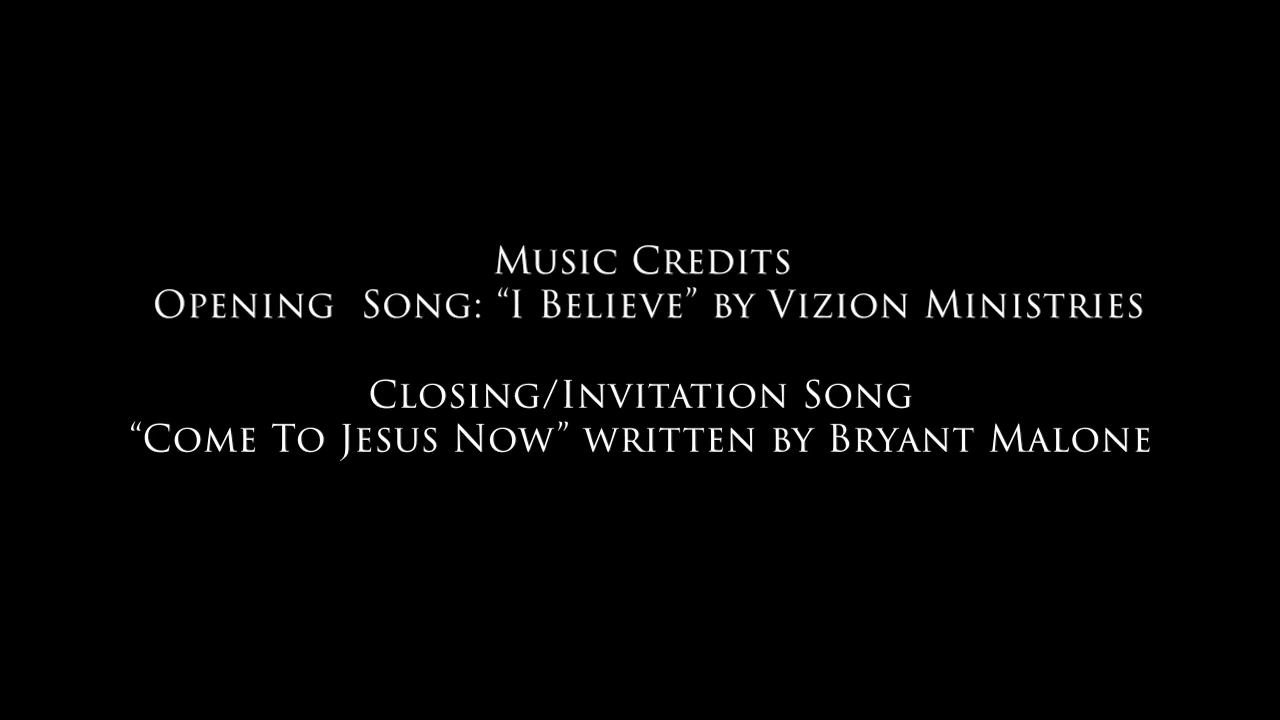 Music Credits
Opening  Song: “I Believe” by Vizion Ministries
Closing/Invitation Song
“Come To Jesus Now” written by Bryant Malone